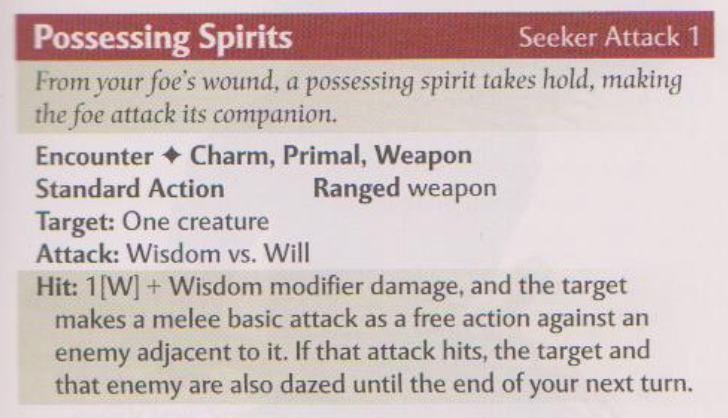 Possessing Spirits Seeker Attack 1
From your foe's wound, a possessing spirit takes hold, making
the foe attack its companion.
Encounter ✦ Charm, Primal, Weapon
Standard Action Ranged weapon
Target: One creature
Attack: Wisdom vs. Will
Hit: 1[W] + Wisdom modifier damage, and the target
makes a melee basic attack as a free action against an
enemy adjacent to it. If that attack hits, the target and
that enemy are also dazed until the end of your next turn.